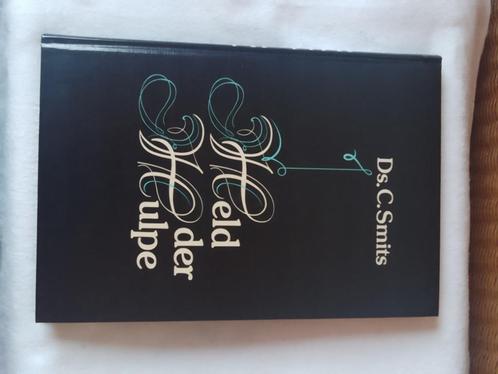 Ds. C. Smits
Held
der
Hulpe